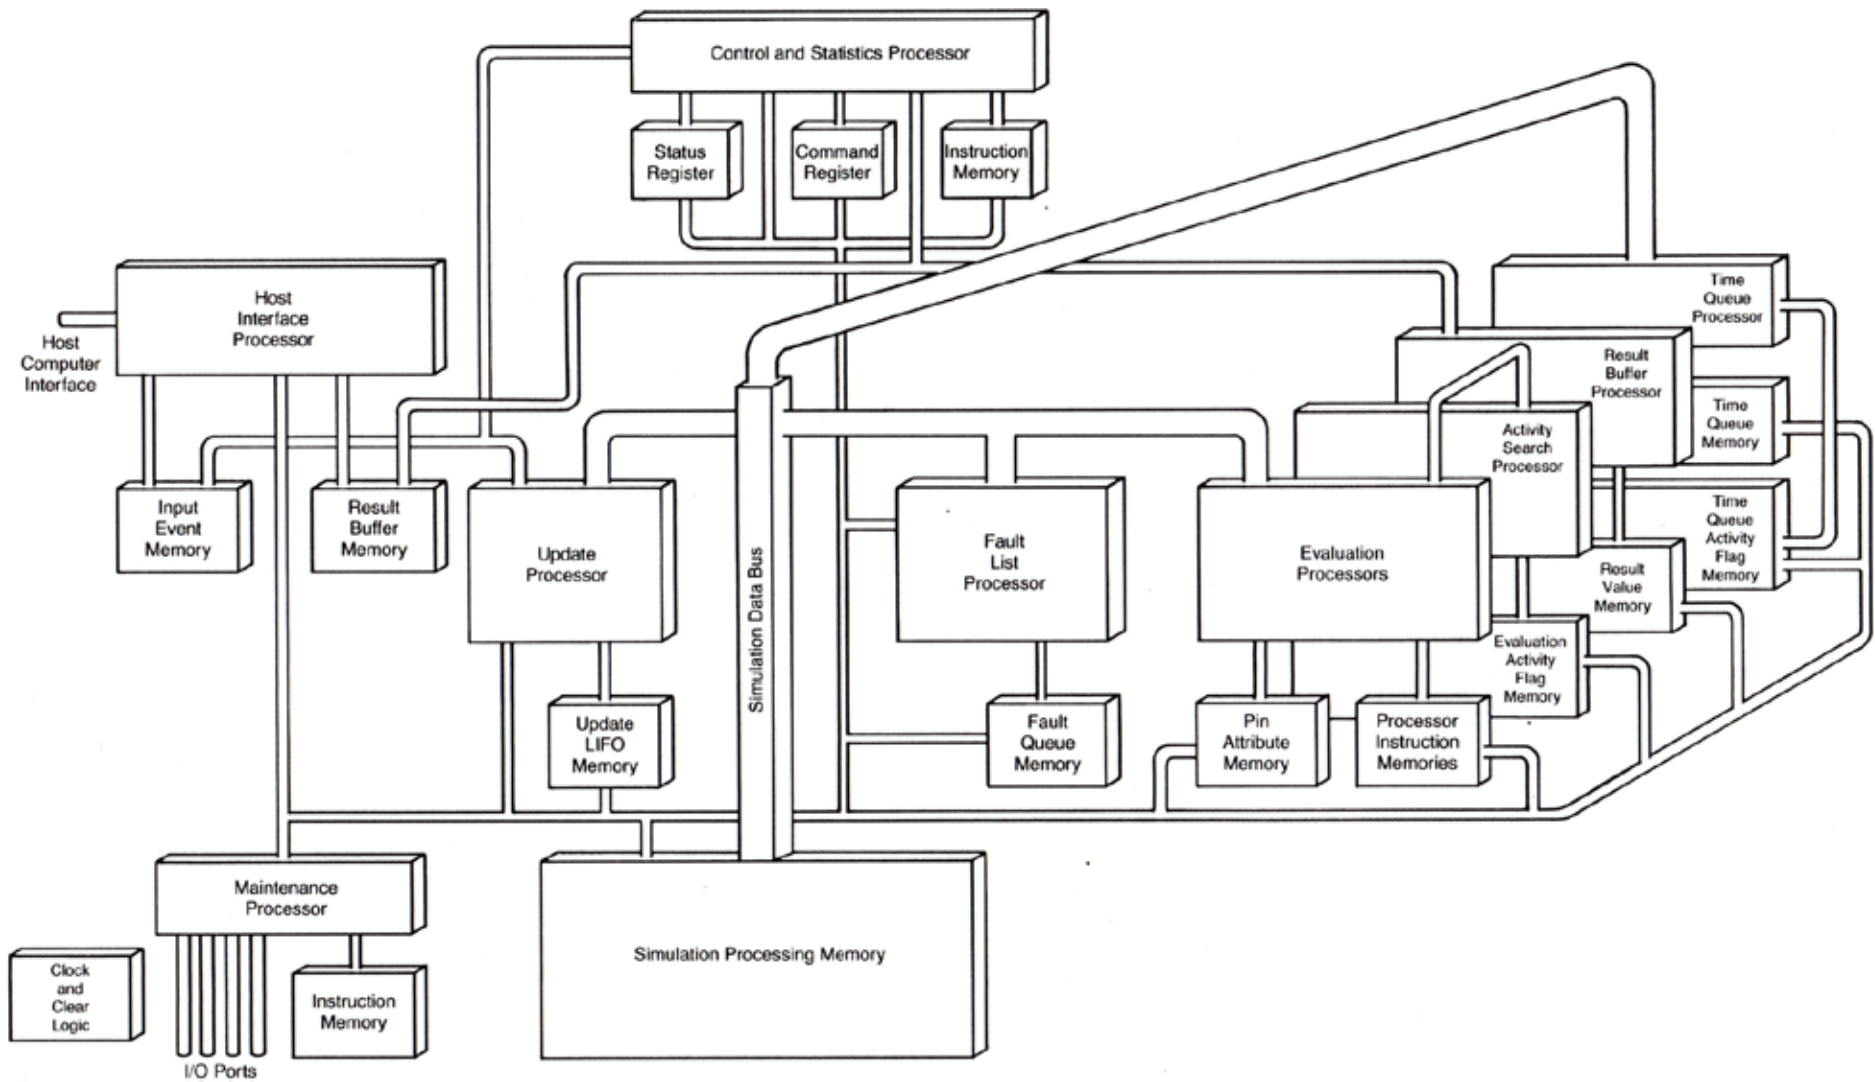 Control and Statistics Processor
Status
Register
Command
Register
Instruction
Memory
Host
Interface
Processor
Host
Computer
Interface
Time
Queue
Processor
Result
Buffer
Processor
Time
Queue
Memory
Activity
Search
Processor
Time
Queue
Activity
Flag
Memory
Input
Event
Memory
Result
Buffer
Memory
Update
Processor
Simulation Data Bus
Fault
List
Processor
Evaluation
Processors
Result
Value
Memory
Evaluation
Activity
Flag
Memory
Update
LIFO
Memory
Fault
Queue
Memory
Pin
Attribute
Memory
Processor
Instruction
Memories
Maintenance
Processor
Simulation Processing Memory
Clock
and
Clear
Logic
Instruction
Memory
I/O Ports